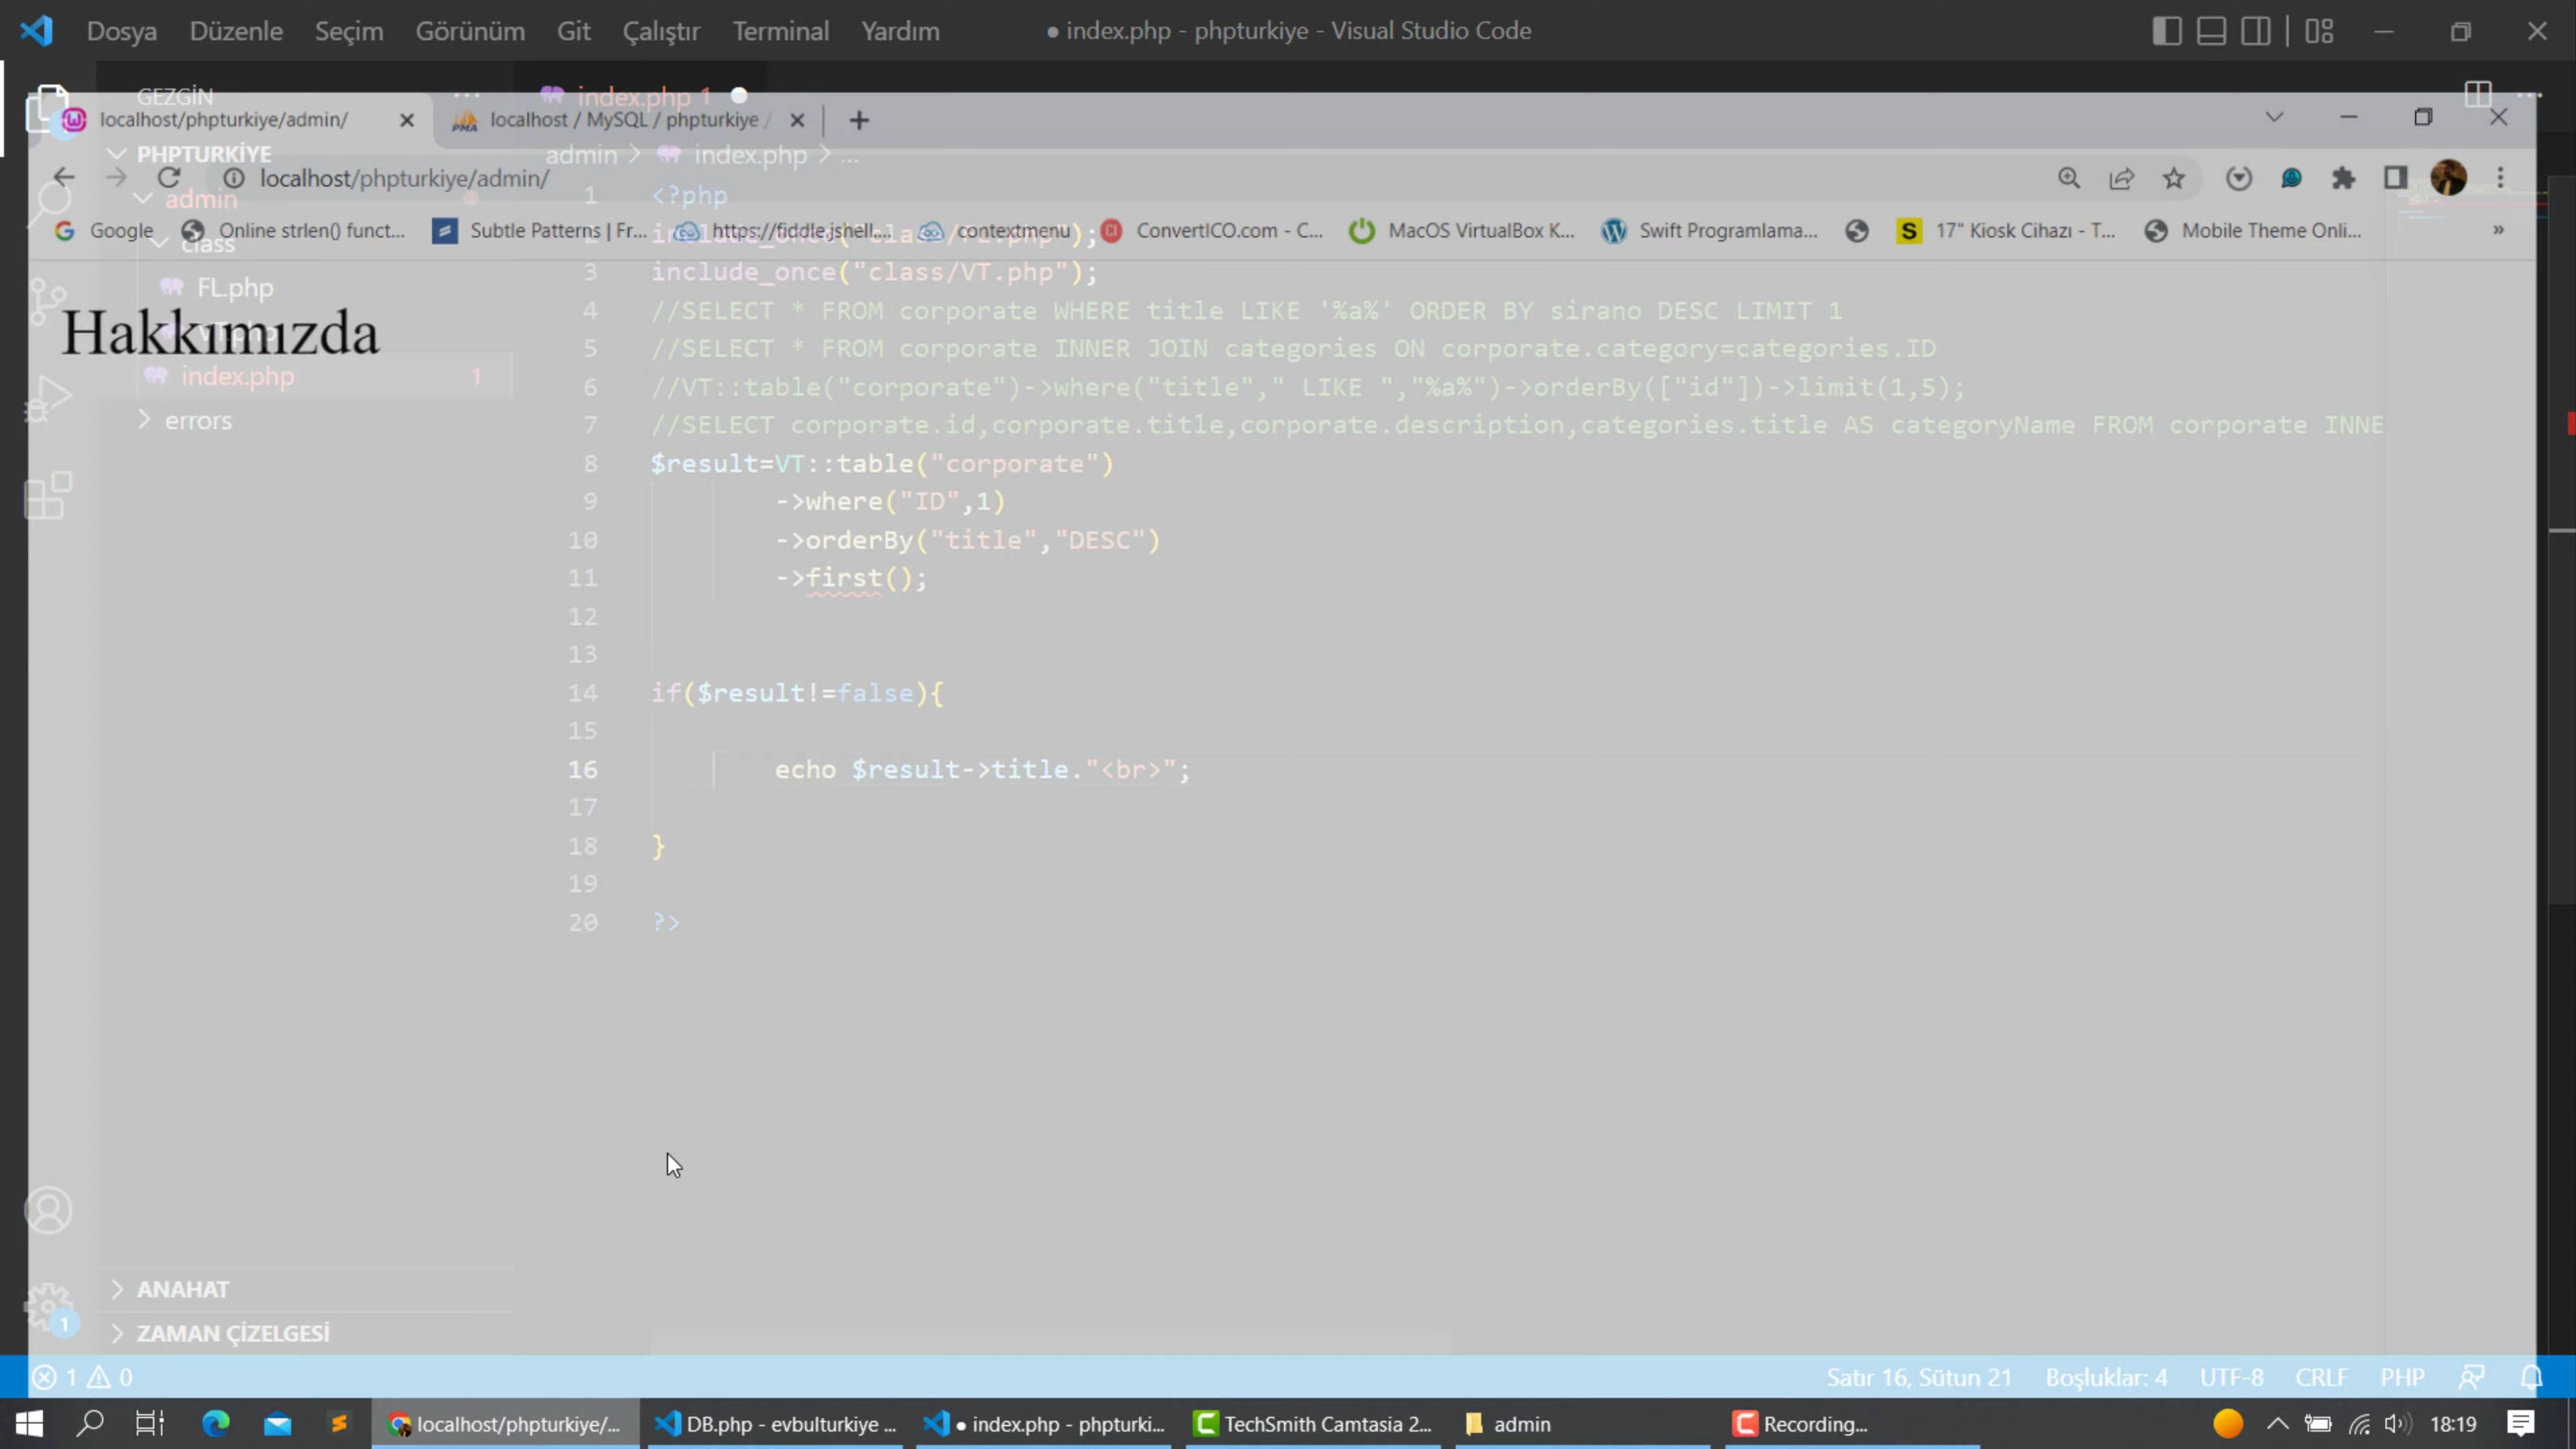 Dosya Düzenle Seçim Görünüm Git Çalıştır Terminal Yardım
● index.php - phpturkiye - Visual Studio Code
GEZGİN
index.php 1
localhost/phpturkiye/admin/
localhost / MySQL / phpturkiye /
PHPTURKİYE
admin > index.php > ...
localhost/phpturkiye/admin/
admin
Google
Online strlen() funct...
Subtle Patterns | Fr...
https://fiddle.jshell....
contextmenu
ConvertICO.com - C...
MacOS VirtualBox K...
Swift Programlama...
17" Kiosk Cihazı - T...
Mobile Theme Onli...
»
class
FL.php
Hakkımızda
index.php 1
errors
1 <?php
include_once("class/FL.php");
3 include_once("class/VT.php");
4 //SELECT * FROM corporate WHERE title LIKE '%a%' ORDER BY sirano DESC LIMIT 1
5 //SELECT * FROM corporate INNER JOIN categories ON corporate.category=categories.ID
6 //VT::table("corporate")->where("title"," LIKE ","%a%")->orderBy(["id"])->limit(1,5);
7 //SELECT corporate.id,corporate.title,corporate.description,categories.title AS categoryName FROM corporate INNE
8 $result=VT::table("corporate")
9 ->where("ID",1)
10 ->orderBy("title","DESC")
11 ->first();
12
13
14 if($result!=false){
15
16 echo $result->title."<br>";
17
18 }
19
20 ?>
ANAHAT
ZAMAN ÇİZELGESİ
1
1 0
Satır 16, Sütun 21 Boşluklar: 4 UTF-8 CRLF PHP
localhost/phpturkiye/...
DB.php - evbulturkiye ...
● index.php - phpturki...
TechSmith Camtasia 2...
admin
Recording...
18:19